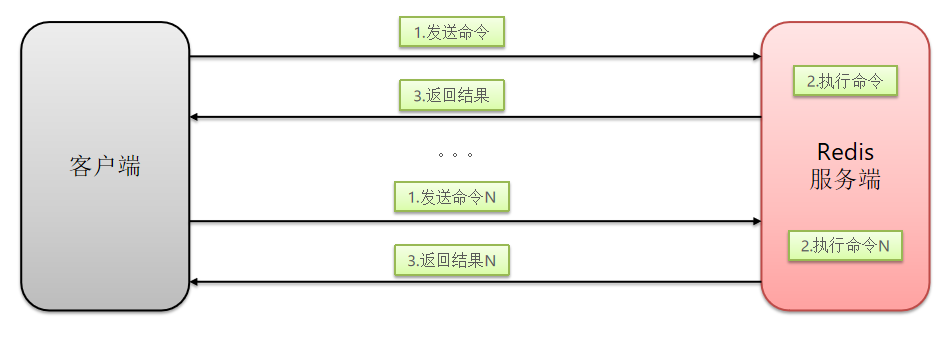 1.发送命令
2.执行命令
3.返回结果
客户端
Redis
服务端
。。。
1.发送命令N
2.执行命令N
3.返回结果N